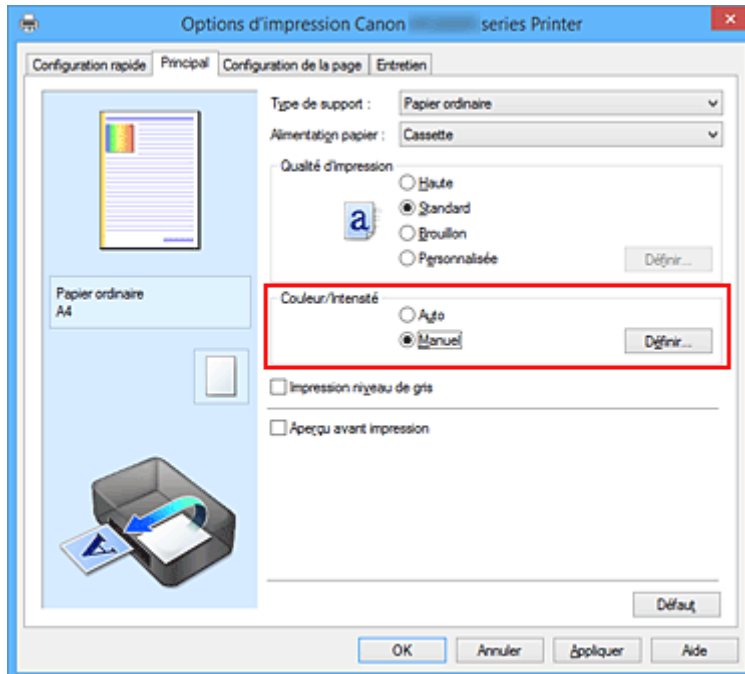 Options d'impression Canon series Printer
Configuration rapide Principal Configuration de la page Entretien
Type de support : Papier ordinaire
Alimentation papier : Cassette
Qualité d'impression
Haute
a Standard
Brouillon
Personnalisée Définir...
Papier ordinaire
A4
Couleur/Intensité
Auto
Manuel Définir...
Impression niveau de gris
Aperçu avant impression
A
Défaut
OK Annuler Appliquer Aide